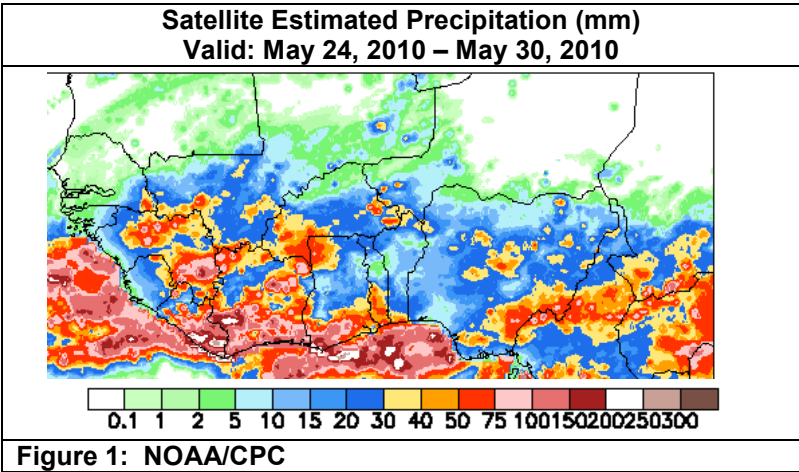 Satellite Estimated Precipitation (mm)
Valid: May 24, 2010 – May 30, 2010
0.1 1 2 5 10 15 20 30 40 50 75 100150200250300
Figure 1: NOAA/CPC